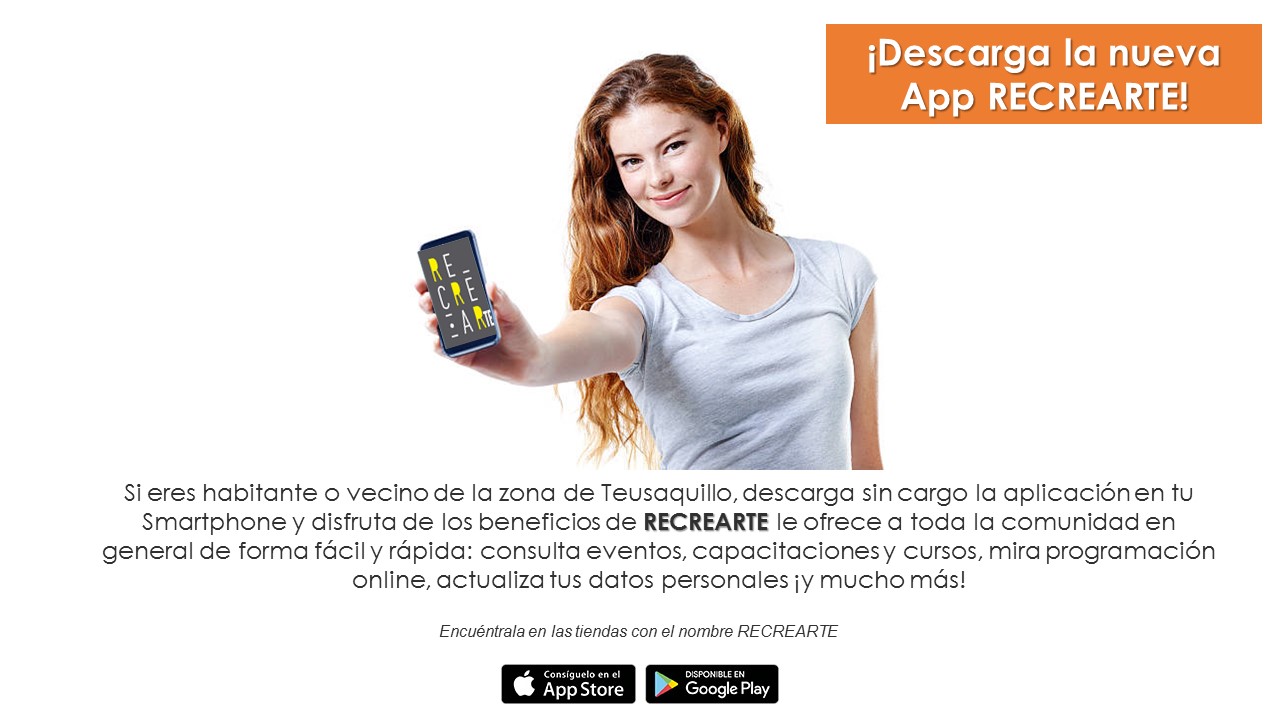 ¡Descarga la nueva
App RECREARTE!
RE
CRE
ARTE
Si eres habitante o vecino de la zona de Teusaquillo, descarga sin cargo la aplicación en tu
Smartphone y disfruta de los beneficios de RECREARTE le ofrece a toda la comunidad en
general de forma fácil y rápida: consulta eventos, capacitaciones y cursos, mira programación
online, actualiza tus datos personales ¡y mucho más!
Encuéntrala en las tiendas con el nombre RECREARTE
Consíguelo en el
App Store
DISPONIBLE EN
Google Play